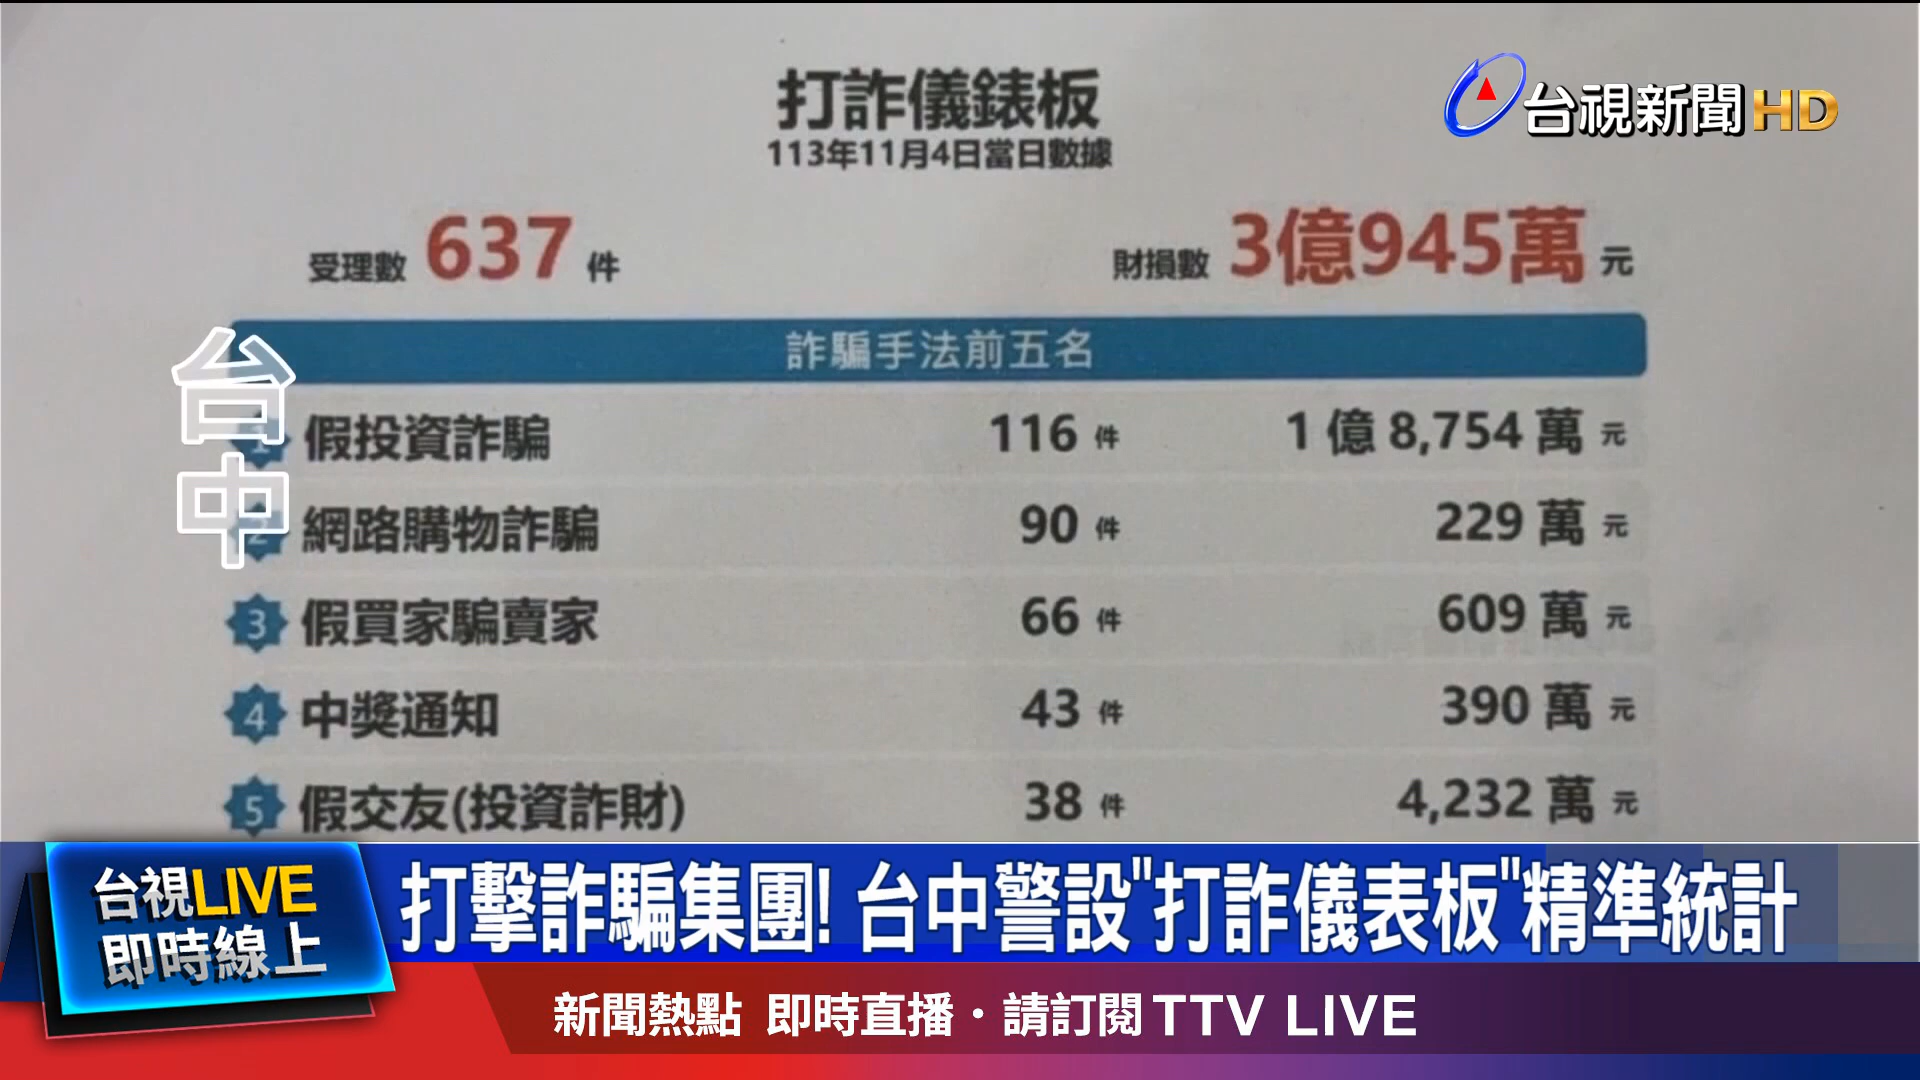 打詐儀錶板
113年11月4日當日數據
台視新聞HD
受理數 637 件
財損數 3億945萬 元
詐騙手法前五名
台中
1 假投資詐騙 116 件 1 億 8,754 萬 元
2 網路購物詐騙 90 件 229 萬 元
3 假買家騙賣家 66 件 609 萬 元
4 中獎通知 43 件 390 萬 元
5 假交友(投資詐財) 38 件 4,232 萬 元
台視LIVE
即時線上
打擊詐騙集團! 台中警設"打詐儀表板"精準統計
新聞熱點 即時直播・請訂閱TTV LIVE